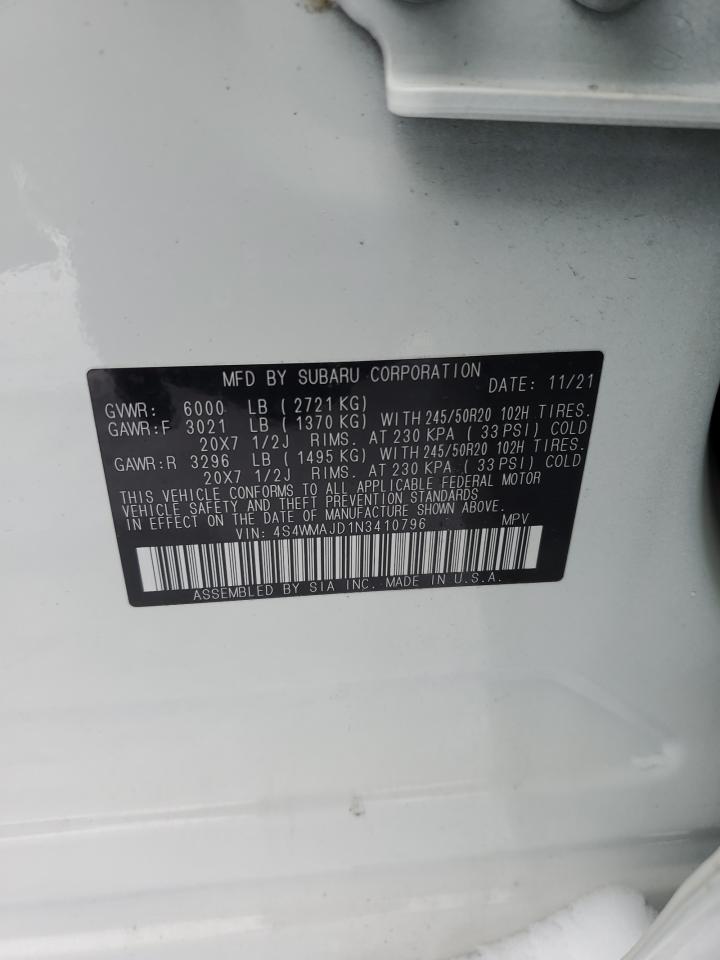 MFD BY SUBARU CORPORATION DATE: 11/21
GVWR: 6000 LB ( 2721 KG)
GAWR:F 3021 LB ( 1370 KG) WITH 245/50R20 102H TIRES.
20X7 1/2J RIMS. AT 230 KPA ( 33 PSI) COLD
GAWR:R 3296 LB ( 1495 KG) WITH 245/50R20 102H TIRES.
20X7 1/2J RIMS. AT 230 KPA ( 33 PSI) COLD
THIS VEHICLE CONFORMS TO ALL APPLICABLE FEDERAL MOTOR
VEHICLE SAFETY AND THEFT PREVENTION STANDARDS
IN EFFECT ON THE DATE OF MANUFACTURE SHOWN ABOVE.
VIN: 4S4WMAJD1N3410796 MPV
ASSEMBLED BY SIA INC. MADE IN U.S.A.